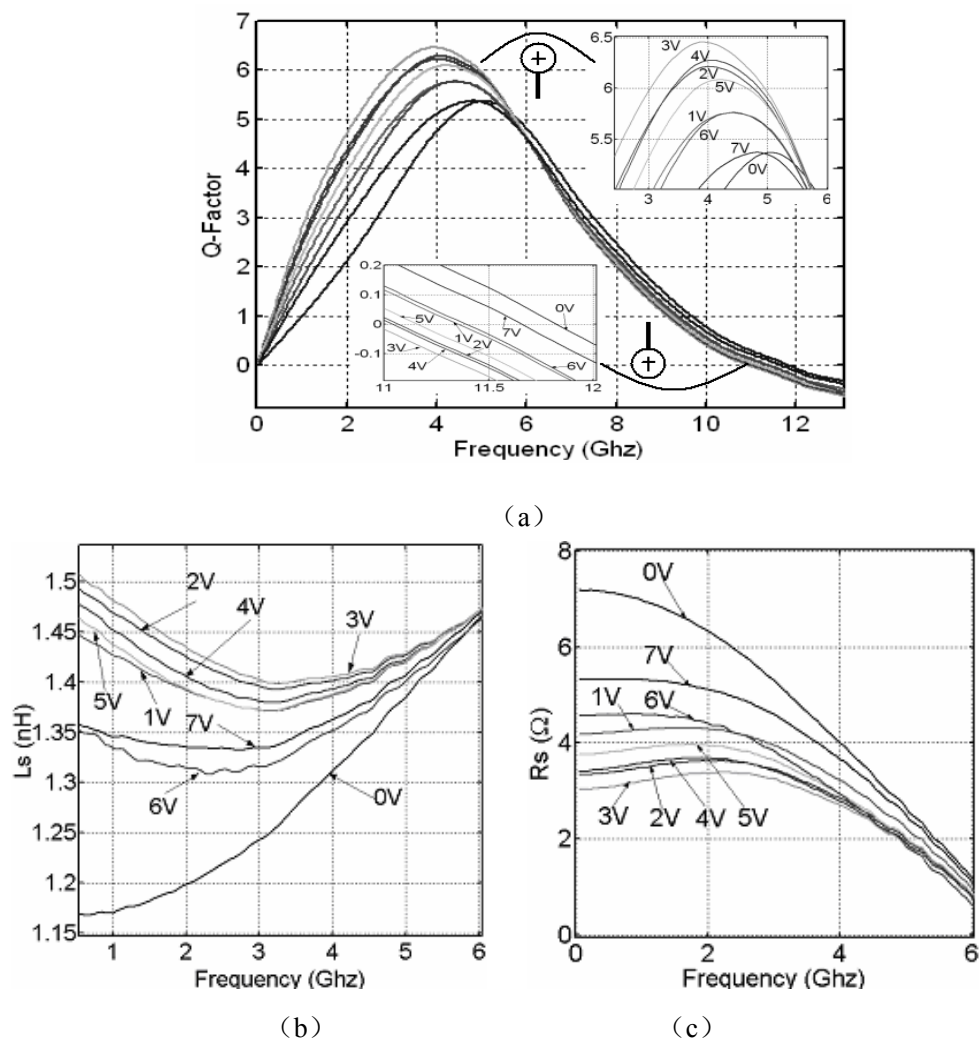 7
6
5
4
3
2
1
0
Q-Factor
0 2 4 6 8 10 12
Frequency (Ghz)
6.5
6
5.5
3V
4V
2V
5V
1V
6V
7V
0V
3 4 5 6
0.2
0.1
0
-0.1
5V
3V
4V
1V
2V
7V
0V
6V
11 11.5 12
(a)
Ls (nH)
1.5
1.45
1.4
1.35
1.3
1.25
1.2
1.15
2V
4V
3V
5V
1V
7V
6V
0V
1 2 3 4 5 6
Frequency (Ghz)
(b)
Rs (Ω)
8
6
4
2
0
0V
7V
1V
6V
3V
2V
4V
5V
0 2 4 6
Frequency (Ghz)
(c)